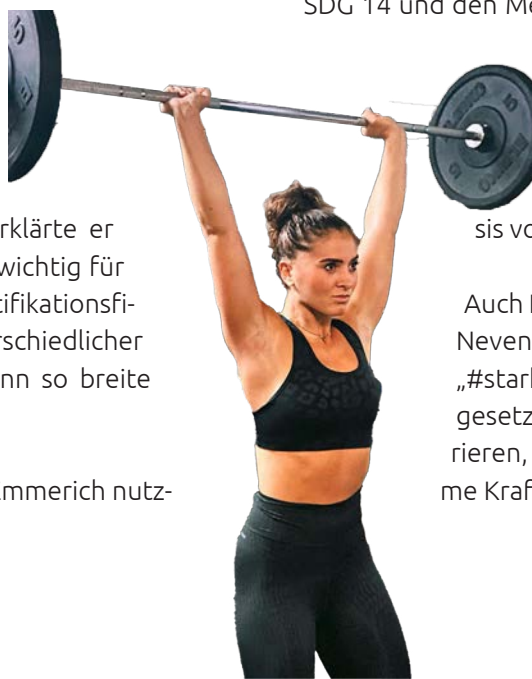 SDG 14 und den Me
rklärte er
wichtig für
tifikationsfi-
rschiedlicher
nn so breite
mmerich nutz-
sis vo
Auch
Neven
„#star
gesetz
rieren,
me Kraf
10